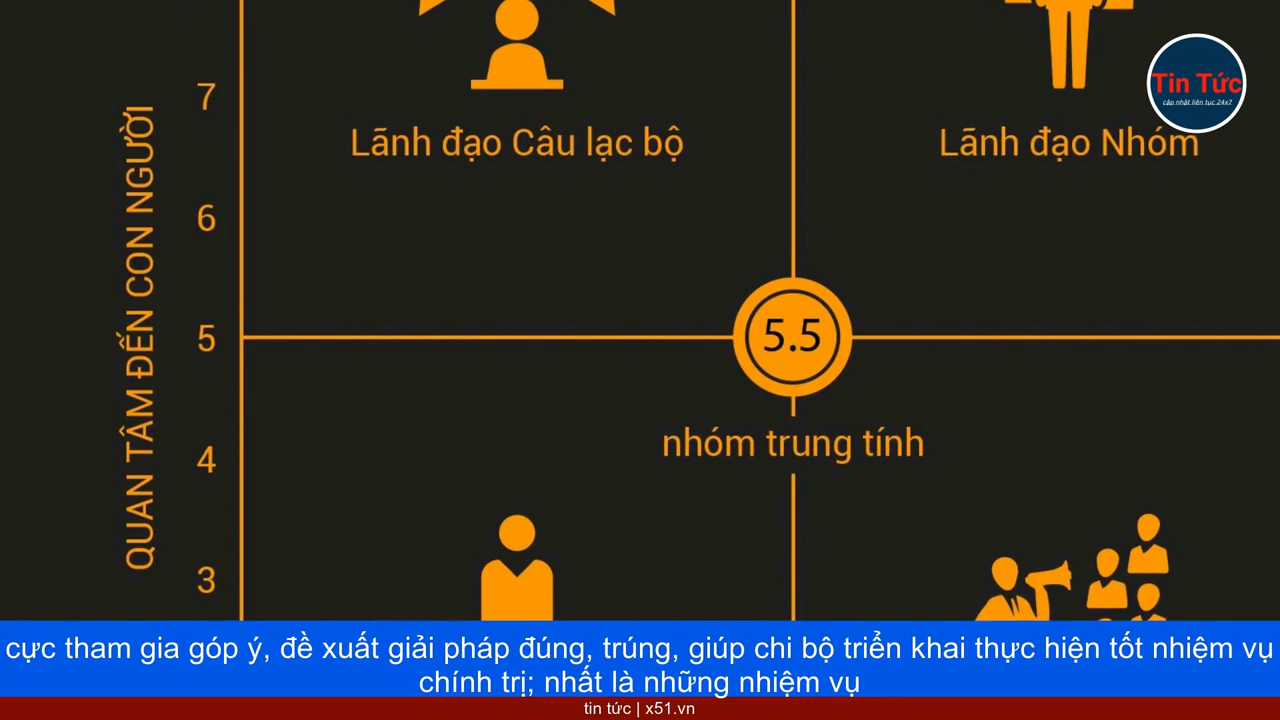 Tin Tức
cập nhật liên tục 24x7
7
Lãnh đạo Câu lạc bộ
Lãnh đạo Nhóm
QUAN TÂM ĐẾN CON NGƯỜI
6
5
5.5
4
nhóm trung tính
3
cực tham gia góp ý, đề xuất giải pháp đúng, trúng, giúp chi bộ triển khai thực hiện tốt nhiệm vụ
chính trị; nhất là những nhiệm vụ
tin tức | x51.vn